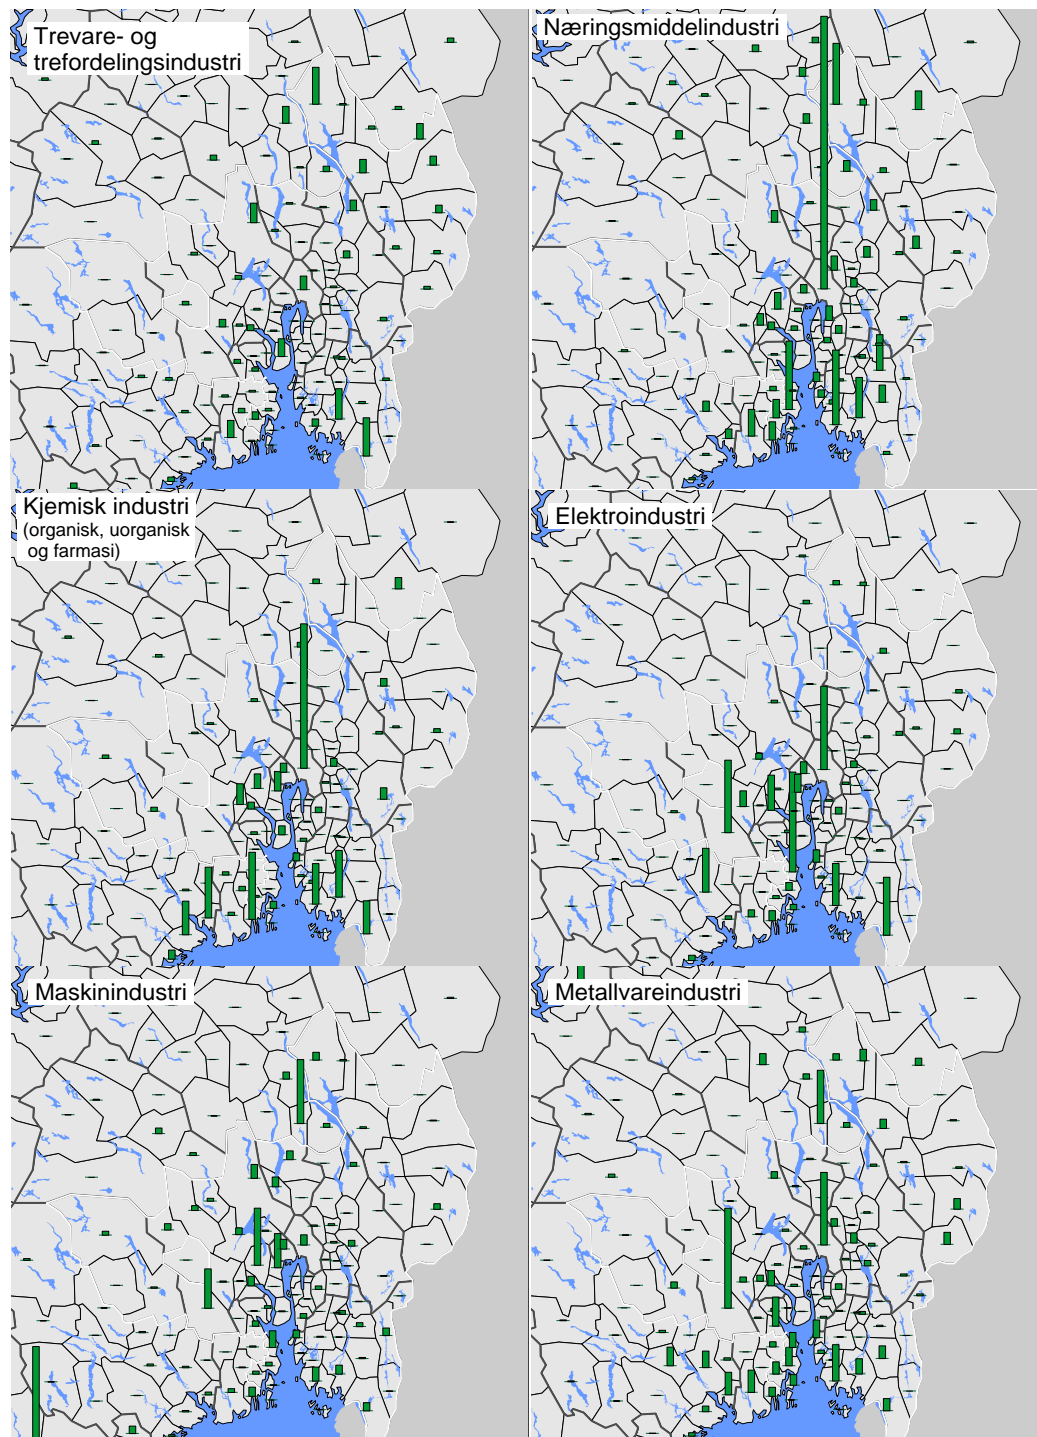 Trevare- og
trefordelingsindustri
Næringsmiddelindustri
Kjemisk industri
(organisk, uorganisk
og farmasi)
Elektroindustri
Maskinindustri
Metallvareindustri